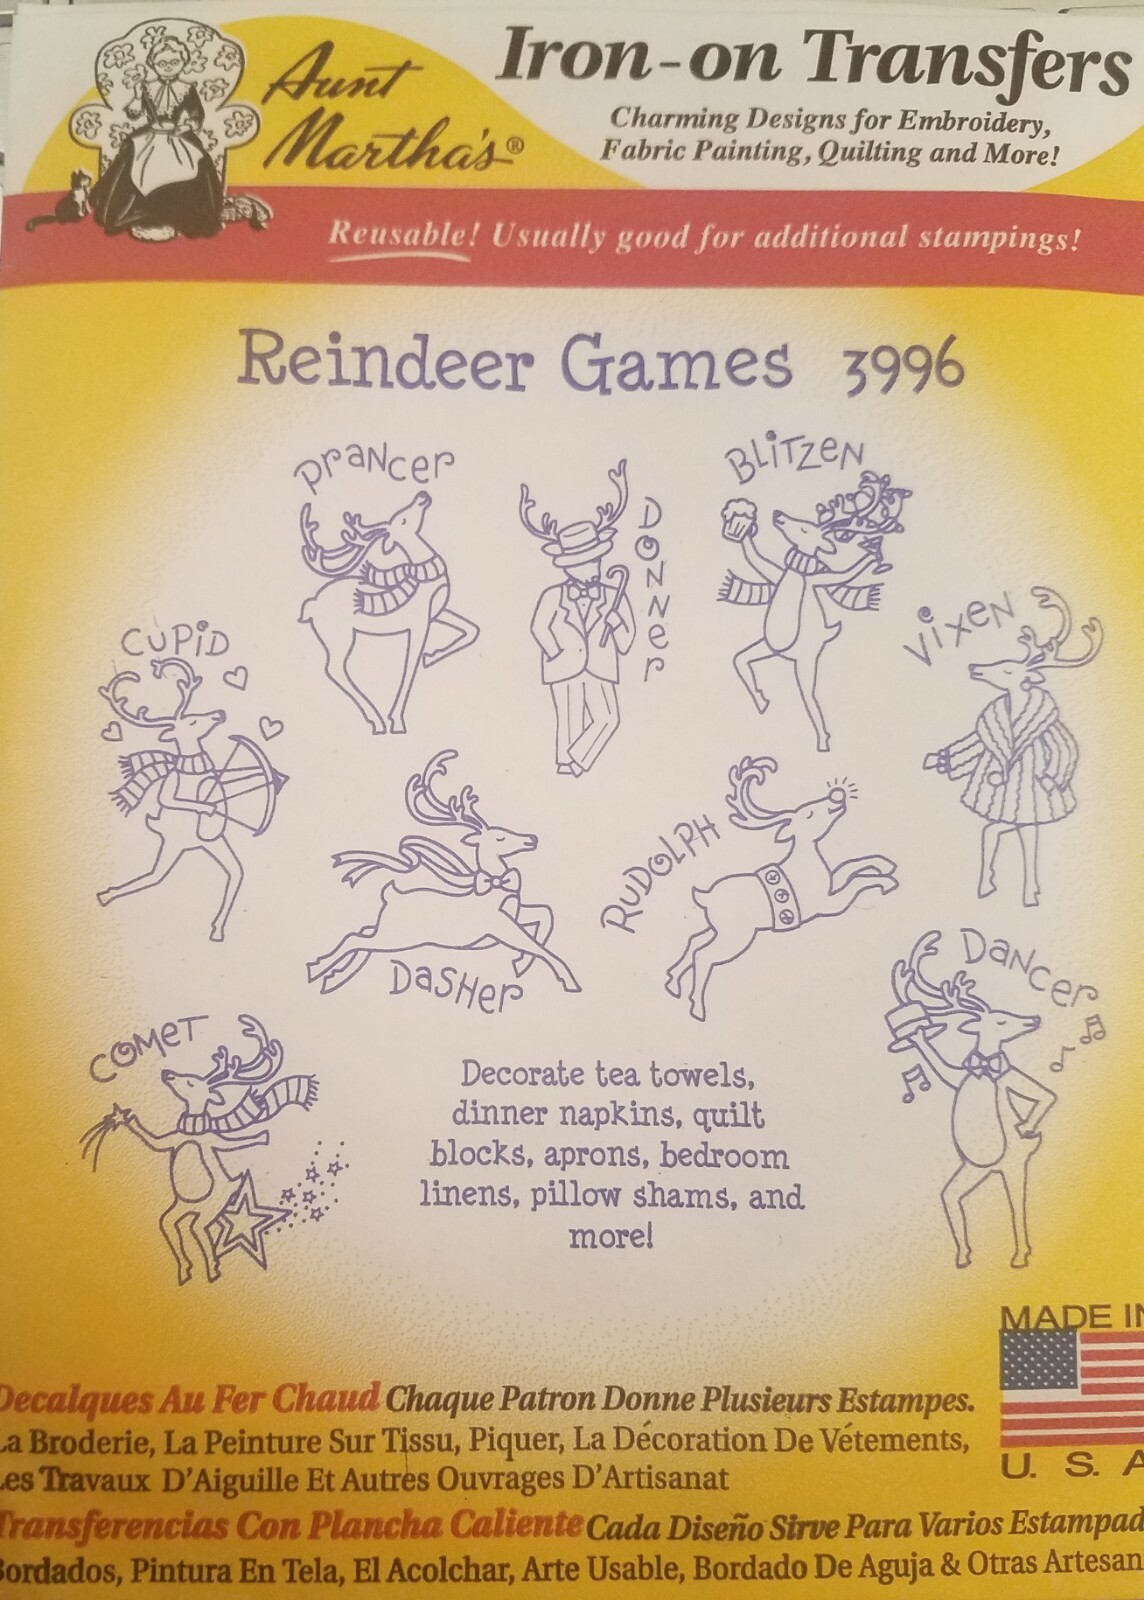 Aunt
Martha's®
Iron-on Transfers
Charming Designs for Embroidery,
Fabric Painting, Quilting and More!
Reusable! Usually good for additional stampings!
Reindeer Games 3996
PRANCER
DONNER
BLITZEN
VIXEN
CUPID
DASHER
RUDOLPH
DANCER
COMET
Decorate tea towels,
dinner napkins, quilt
blocks, aprons, bedroom
linens, pillow shams, and
more!
MADE IN
U. S. A
Decalques Au Fer Chaud Chaque Patron Donne Plusieurs Estampes.
La Broderie, La Peinture Sur Tissu, Piquer, La Décoration De Vétements,
Les Travaux D'Aiguille Et Autres Ouvrages D'Artisanat
Transferencias Con Plancha Caliente Cada Diseño Sirve Para Varios Estampad
Bordados, Pintura En Tela, El Acolchar, Arte Usable, Bordado De Aguja & Otras Artesan